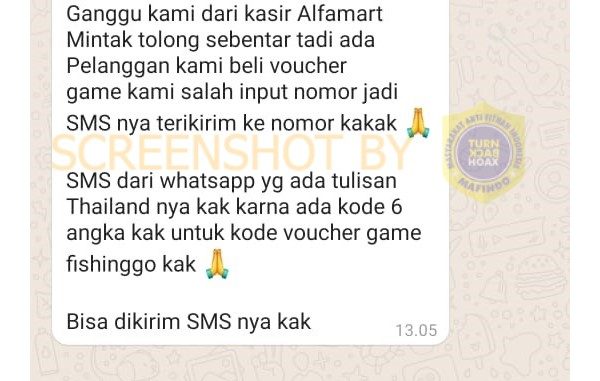 Ganggu kami dari kasir Alfamart
Mintak tolong sebentar tadi ada
Pelanggan kami beli voucher
game kami salah input nomor jadi
SMS nya terikirim ke nomor kakak 🙏
SCREENSHOT BY
MASYARAKAT ANTI FITNAH INDONESIA
TURN
BACK
HOAX
MAFINDO
SMS dari whatsapp yg ada tulisan
Thailand nya kak karna ada kode 6
angka kak untuk kode voucher game
fishinggo kak 🙏
Bisa dikirim SMS nya kak
13.05